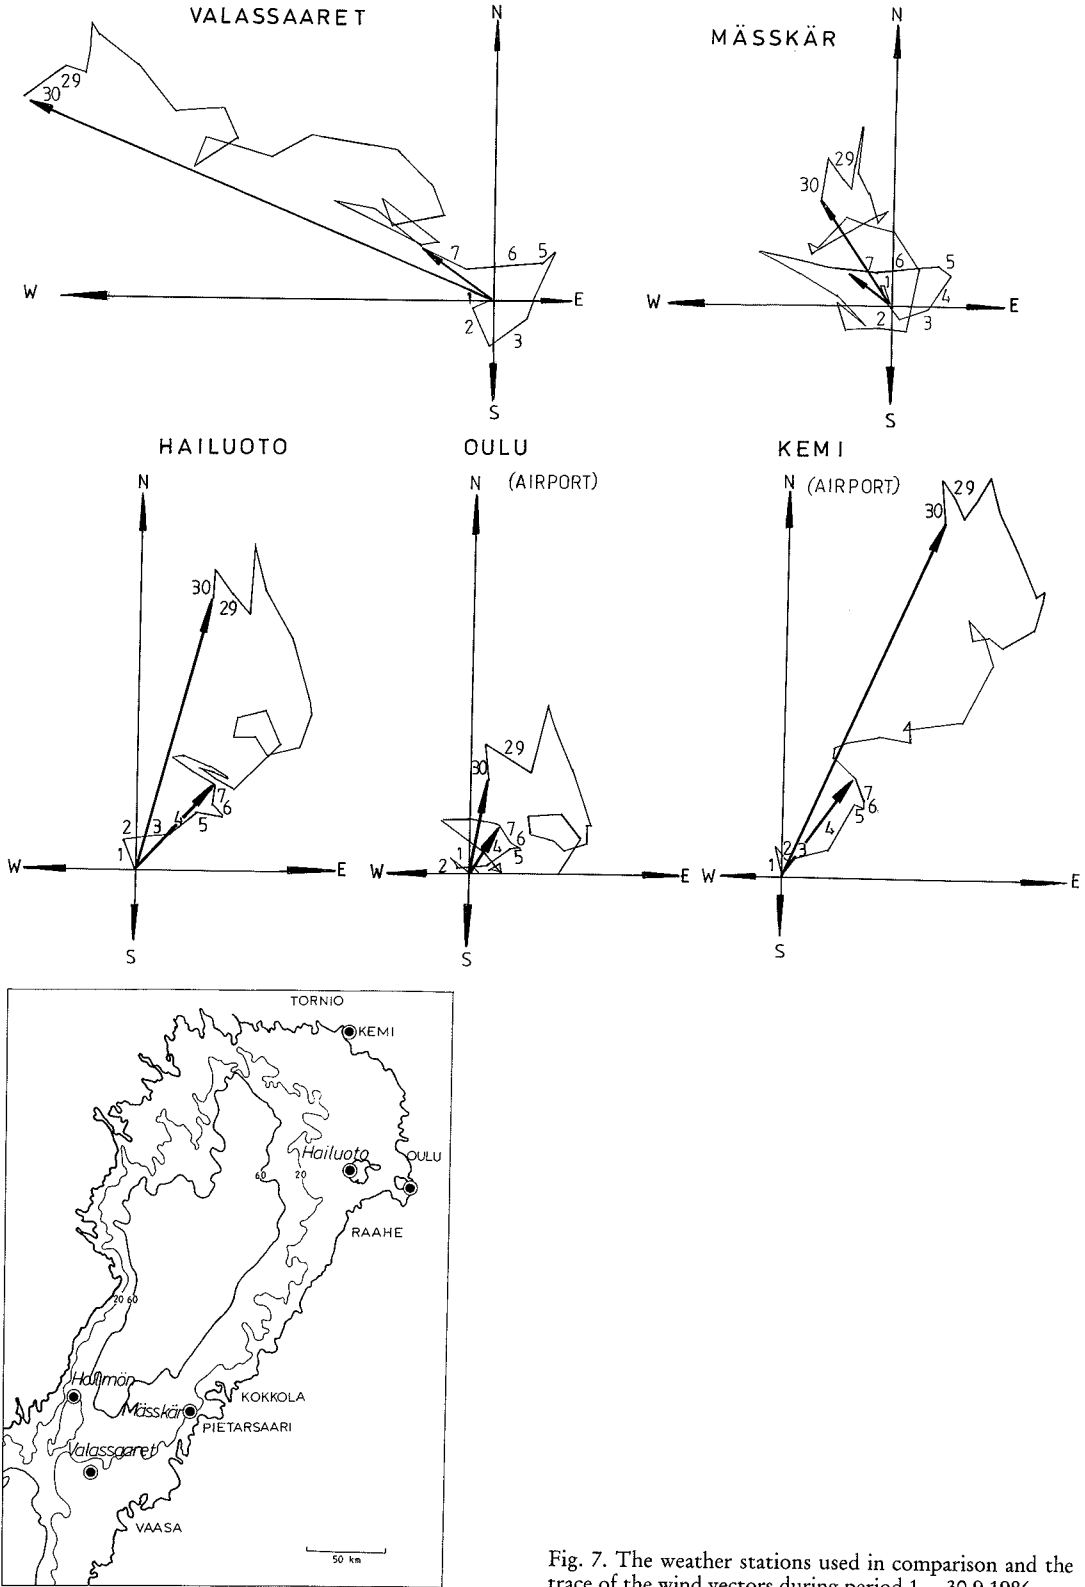 VALASSAARET
N
29
30
7
6
5
W
1
E
2
3
S
MÄSSKÄR
N
29
30
7
6
5
1
4
W
E
2
3
S
HAILUOTO
N
30
29
7
6
4
5
2
3
1
W
E
S
OULU
N (AIRPORT)
29
30
7
6
4
5
1
2
W
E
S
KEMI
N (AIRPORT)
29
30
7
6
5
4
2
3
1
W
E
S
TORNIO
KEMI
Hailuoto
OULU
60
20
RAAHE
20 60
Holmön
KOKKOLA
Mässkär
PIETARSAARI
Valassaaret
VAASA
50 km
Fig. 7. The weather stations used in comparison and the
trace of the wind vectors during period 1